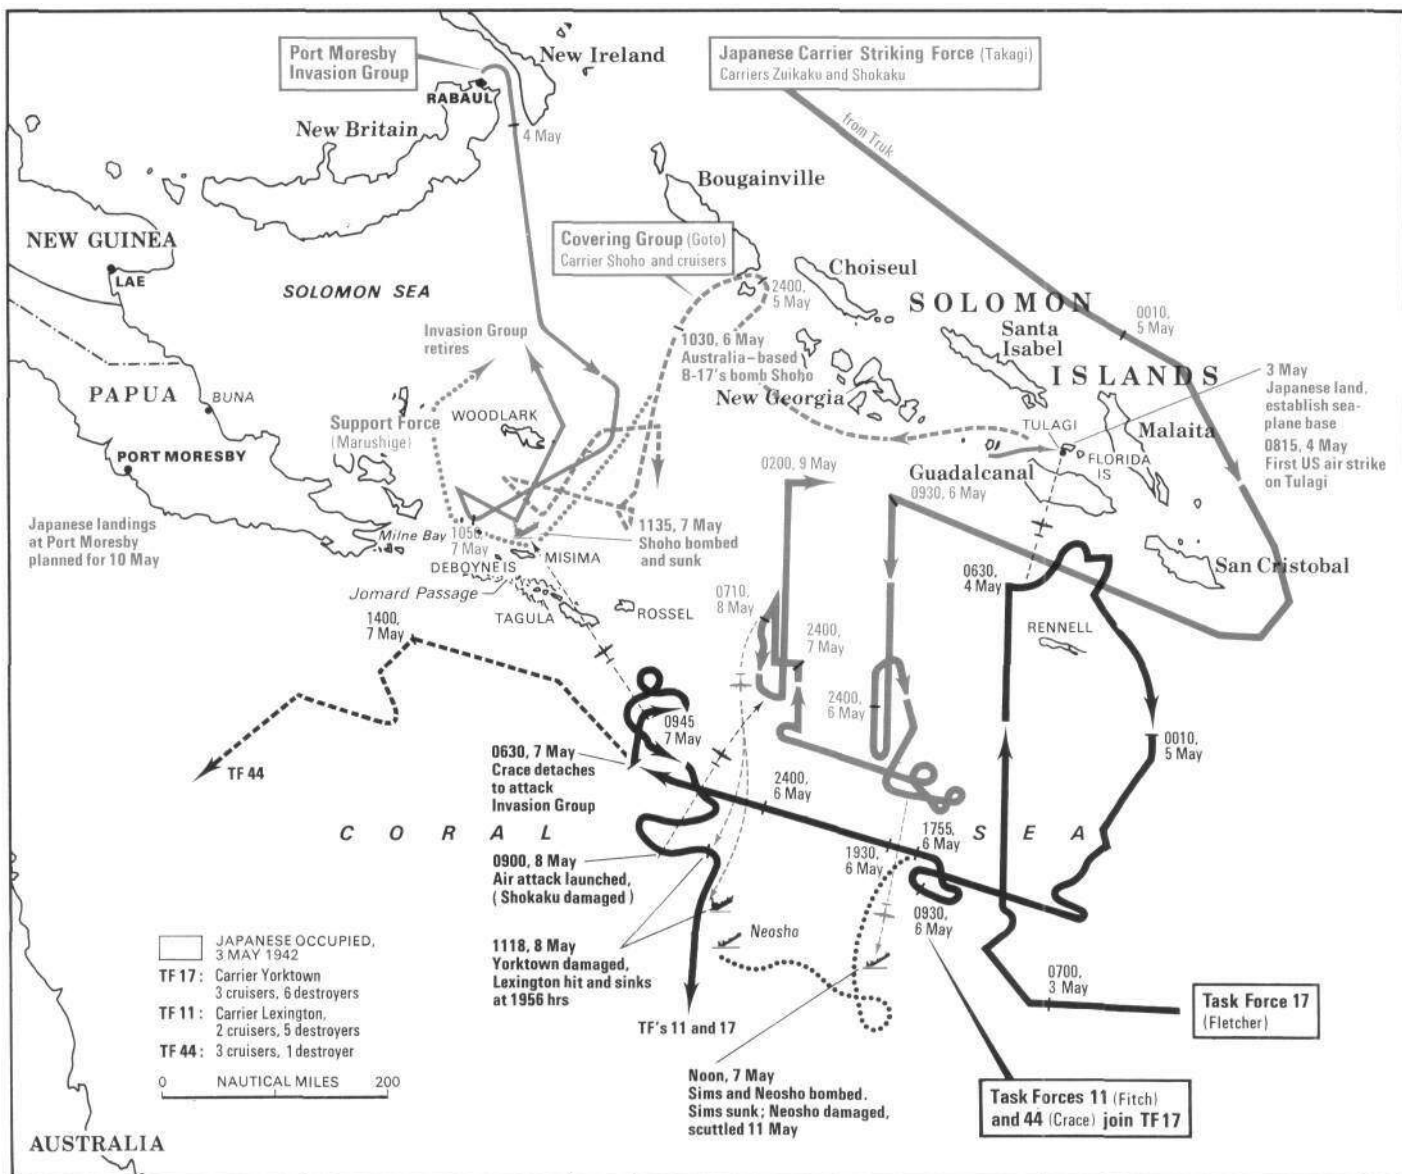 Port Moresby
Invasion Group
New Ireland
Japanese Carrier Striking Force (Takagi)
Carriers Zuikaku and Shokaku
RABAUL
New Britain
4 May
from Truk
Bougainville
NEW GUINEA
LAE
SOLOMON SEA
Covering Group (Goto)
Carrier Shoho and cruisers
Choiseul
2400,
5 May
SOLOMON
Santa
Isabel
0010,
5 May
Invasion Group
retires
1030, 6 May
Australia-based
B-17's bomb Shoho
ISLANDS
3 May
Japanese land,
establish sea-
plane base
0815, 4 May
First US air strike
on Tulagi
PAPUA
BUNA
New Georgia
Support Force
(Marushige)
WOODLARK
TULAGI
Malaita
FLORIDA
IS
PORT MORESBY
0200, 9 May
Guadalcanal
0930, 6 May
Japanese landings
at Port Moresby
planned for 10 May
Milne Bay
1050,
7 May
1135, 7 May
Shoho bombed
and sunk
DEBOYNE IS
MISIMA
San Cristobal
0630,
4 May
Jomard Passage
TAGULA
ROSSEL
0710,
8 May
RENNELL
1400,
7 May
2400,
7 May
2400,
6 May
0945
7 May
0010,
5 May
TF 44
0630, 7 May
Crace detaches
to attack
Invasion Group
2400,
6 May
CORAL
SEA
1755,
6 May
1930,
6 May
0900, 8 May
Air attack launched,
( Shokaku damaged )
0930,
6 May
Neosho
1118, 8 May
Yorktown damaged,
Lexington hit and sinks
at 1956 hrs
0700,
3 May
Task Force 17
(Fletcher)
TF's 11 and 17
JAPANESE OCCUPIED,
3 MAY 1942
TF 17: Carrier Yorktown
3 cruisers, 6 destroyers
TF 11: Carrier Lexington,
2 cruisers, 5 destroyers
TF 44: 3 cruisers, 1 destroyer
0 NAUTICAL MILES 200
Noon, 7 May
Sims and Neosho bombed.
Sims sunk; Neosho damaged,
scuttled 11 May
Task Forces 11 (Fitch)
and 44 (Crace) join TF 17
AUSTRALIA